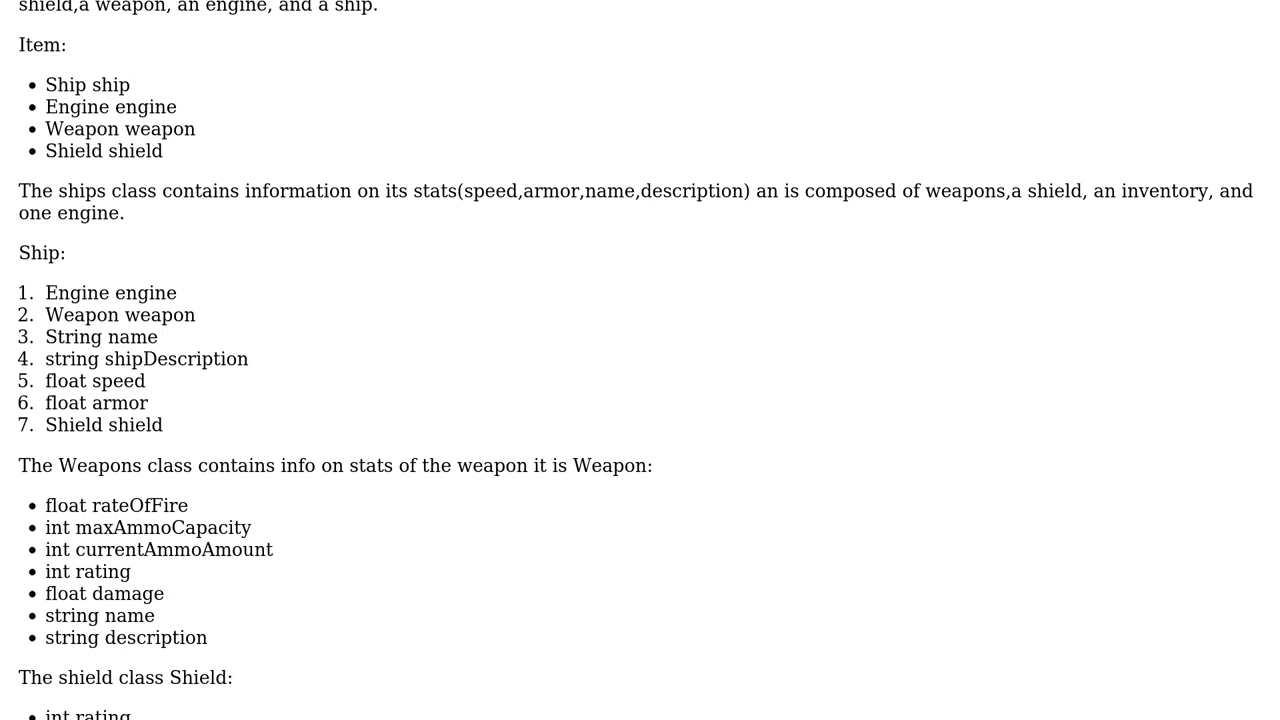 shield,a weapon, an engine, and a ship.
Item:
• Ship ship
• Engine engine
• Weapon weapon
• Shield shield
The ships class contains information on its stats(speed,armor,name,description) an is composed of weapons,a shield, an inventory, and
one engine.
Ship:
1. Engine engine
2. Weapon weapon
3. String name
4. string shipDescription
5. float speed
6. float armor
7. Shield shield
The Weapons class contains info on stats of the weapon it is Weapon:
• float rateOfFire
• int maxAmmoCapacity
• int currentAmmoAmount
• int rating
• float damage
• string name
• string description
The shield class Shield:
• int rating